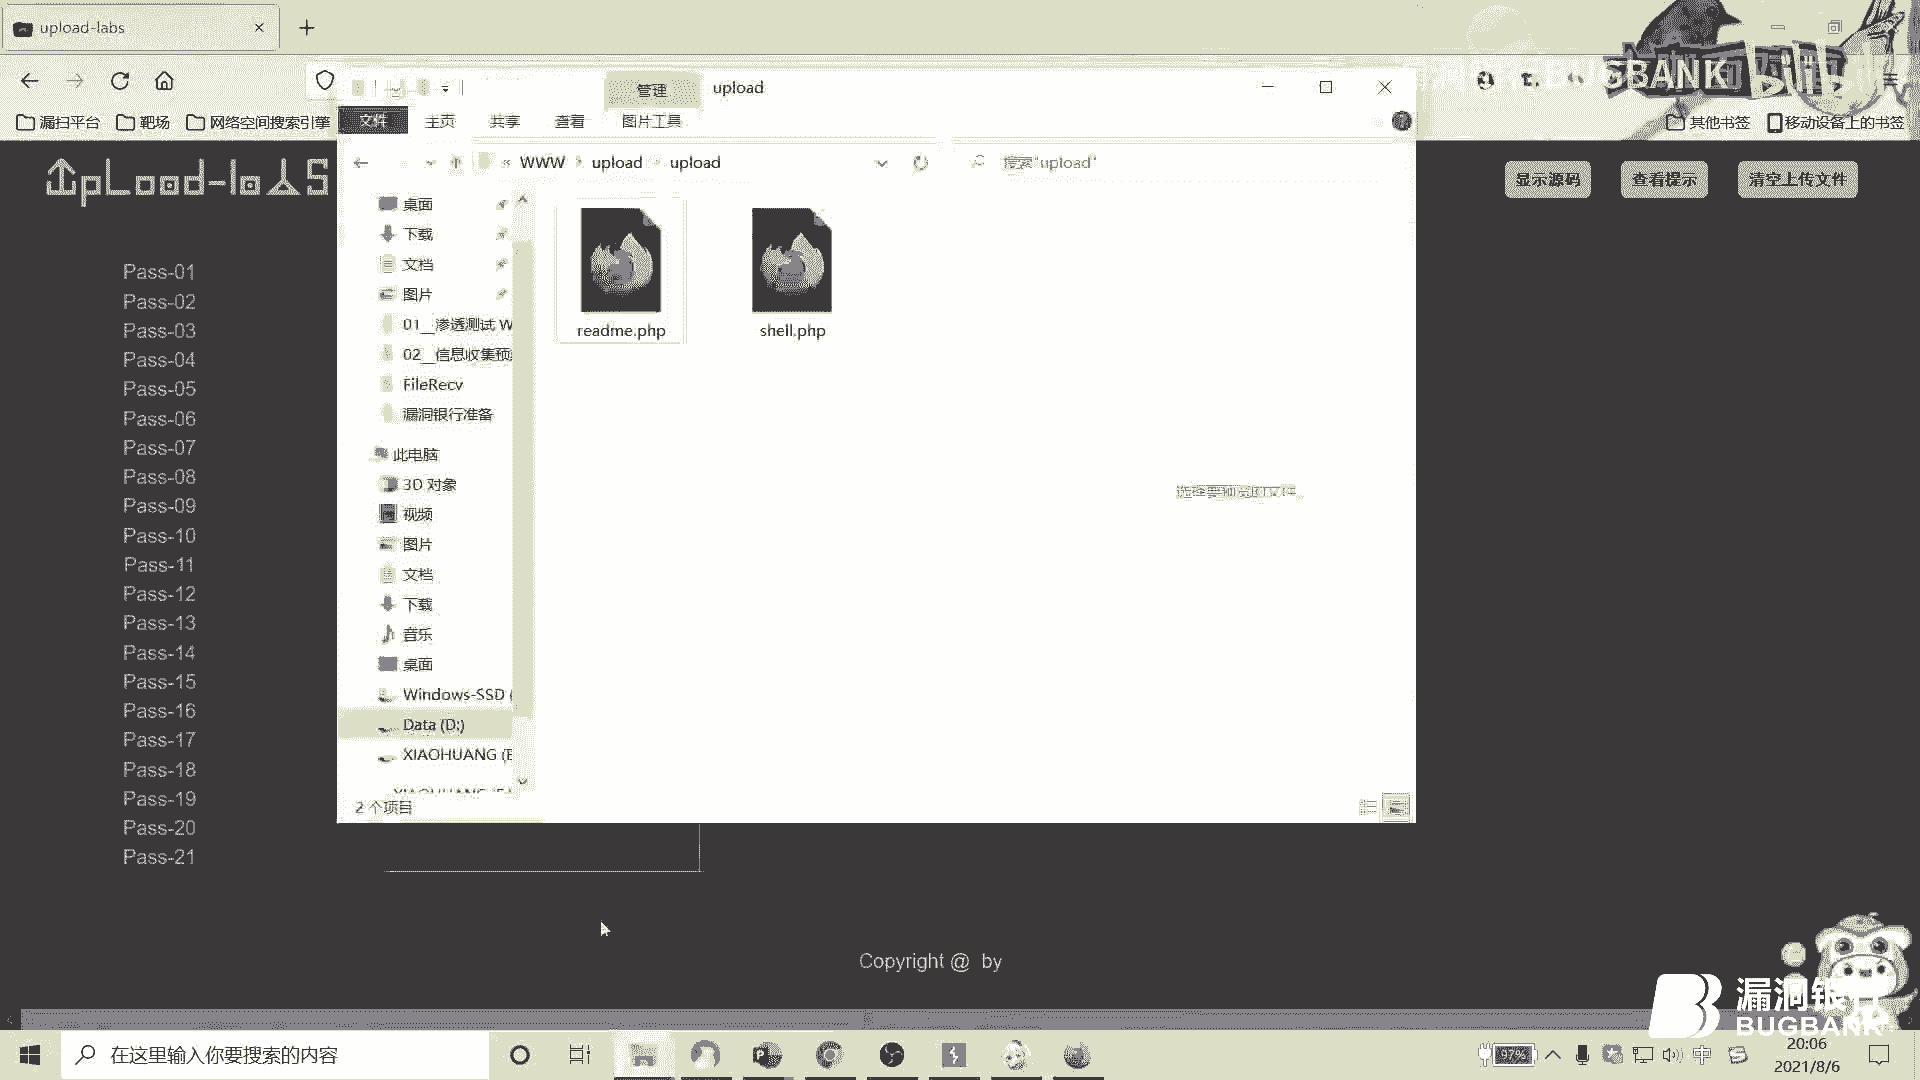 upload-labs
管理
upload
BUGBANK
Bili
漏扫平台
靶场
网络空间搜索引擎
文件
主页
共享
查看
图片工具
其他书签
移动设备上的书签
« WWW › upload › upload
搜索"upload"
UpLoad-labS
显示源码
查看提示
清空上传文件
Pass-01
Pass-02
Pass-03
Pass-04
Pass-05
Pass-06
Pass-07
Pass-08
Pass-09
Pass-10
Pass-11
Pass-12
Pass-13
Pass-14
Pass-15
Pass-16
Pass-17
Pass-18
Pass-19
Pass-20
Pass-21
桌面
下载
文档
图片
01__渗透测试 W
02__信息收集预
FileRecv
漏洞银行准备
此电脑
3D 对象
视频
图片
文档
下载
音乐
桌面
Windows-SSD (
Data (D:)
XIAOHUANG (E
readme.php
shell.php
选择要预览的文件。
2 个项目
Copyright @ by
漏洞银行
BUGBANK
在这里输入你要搜索的内容
97%
中
20:06
2021/8/6